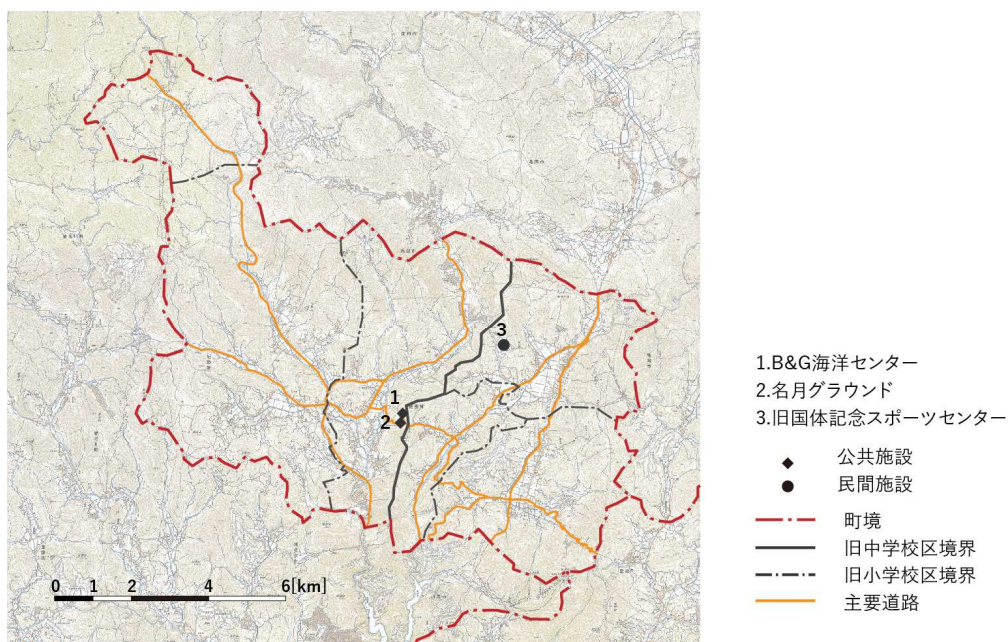 3
1
2
0 1 2 4 6[km]
1.B&G海洋センター
2.名月グラウンド
3.旧国体記念スポーツセンター
公共施設
民間施設
町境
旧中学校区境界
旧小学校区境界
主要道路